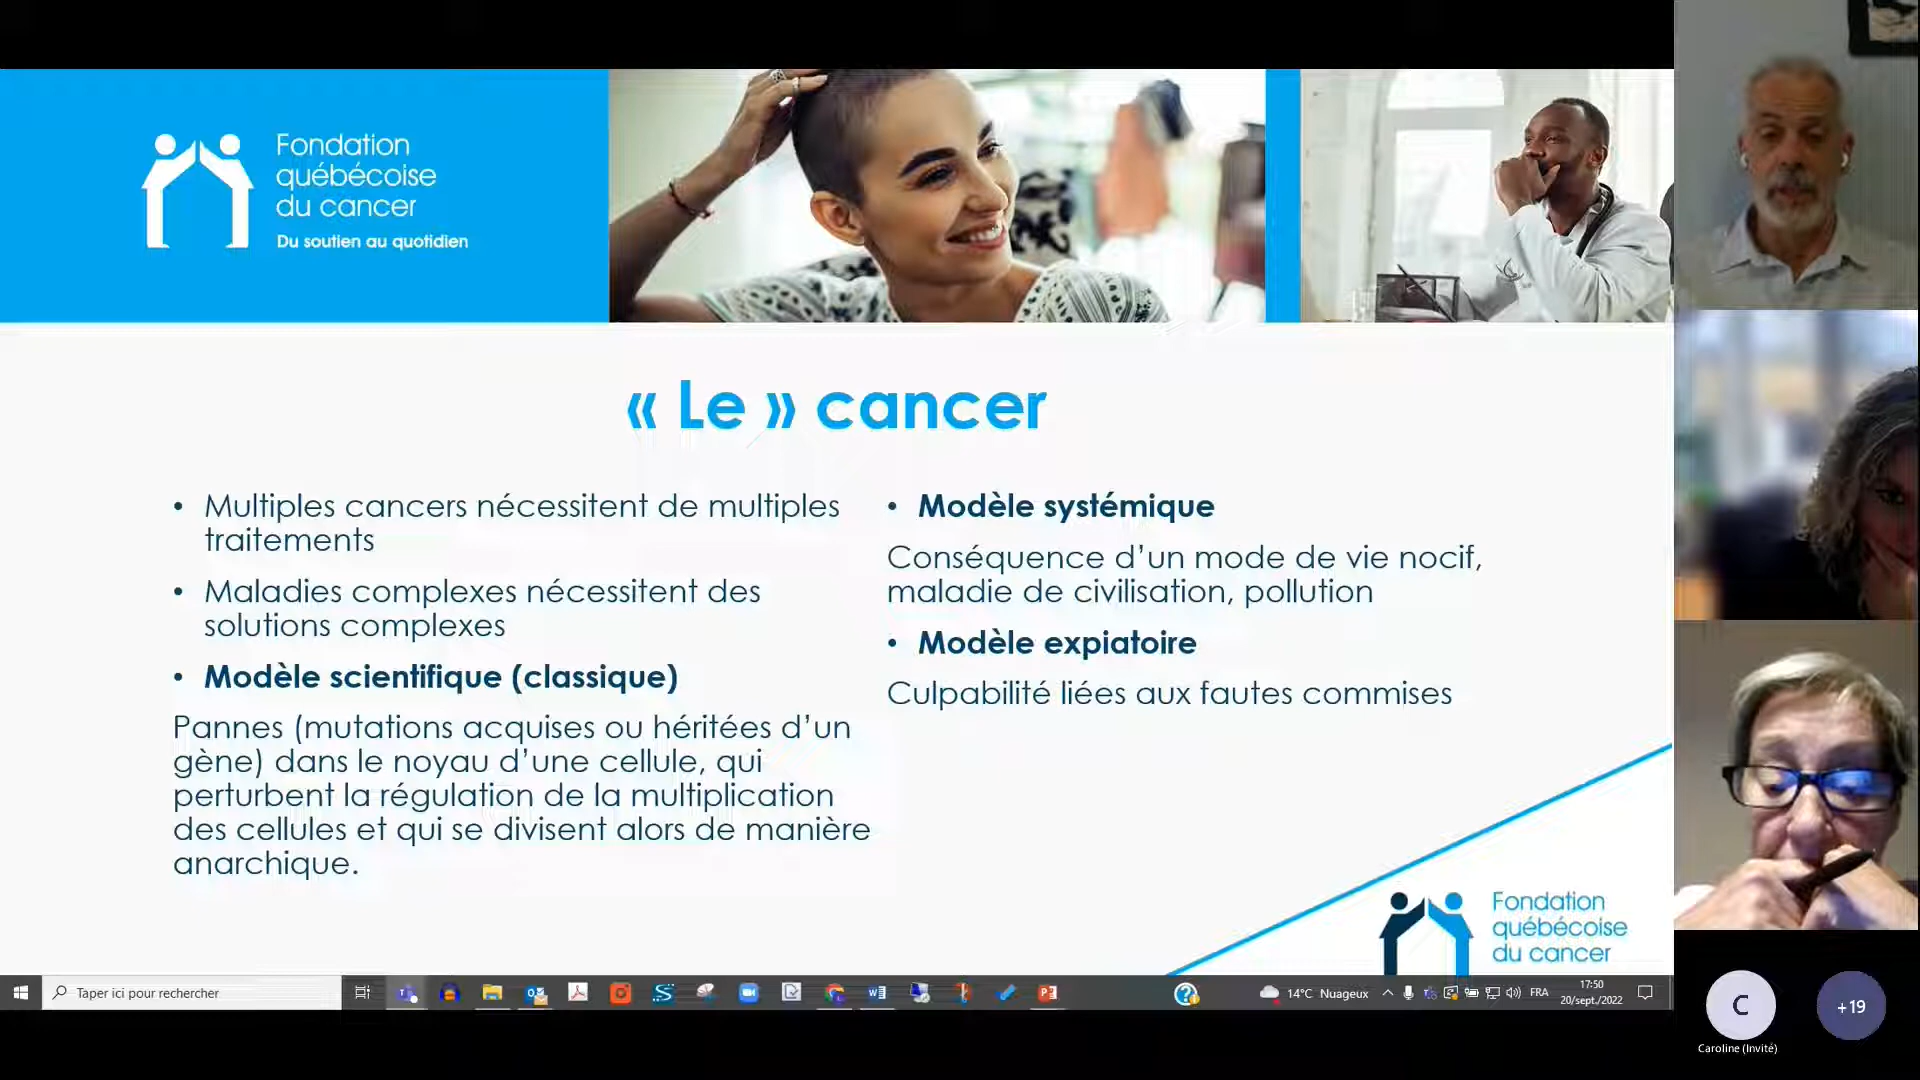 Fondation
québécoise
du cancer
Du soutien au quotidien
« Le » cancer
• Multiples cancers nécessitent de multiples
traitements
• Maladies complexes nécessitent des
solutions complexes
• Modèle scientifique (classique)
Pannes (mutations acquises ou héritées d’un
gène) dans le noyau d’une cellule, qui
perturbent la régulation de la multiplication
des cellules et qui se divisent alors de manière
anarchique.
• Modèle systémique
Conséquence d’un mode de vie nocif,
maladie de civilisation, pollution
• Modèle expiatoire
Culpabilité liées aux fautes commises
Fondation
québécoise
du cancer
Taper ici pour rechercher
14°C Nuageux
FRA
17:50
20/sept./2022
C
Caroline (Invité)
+19